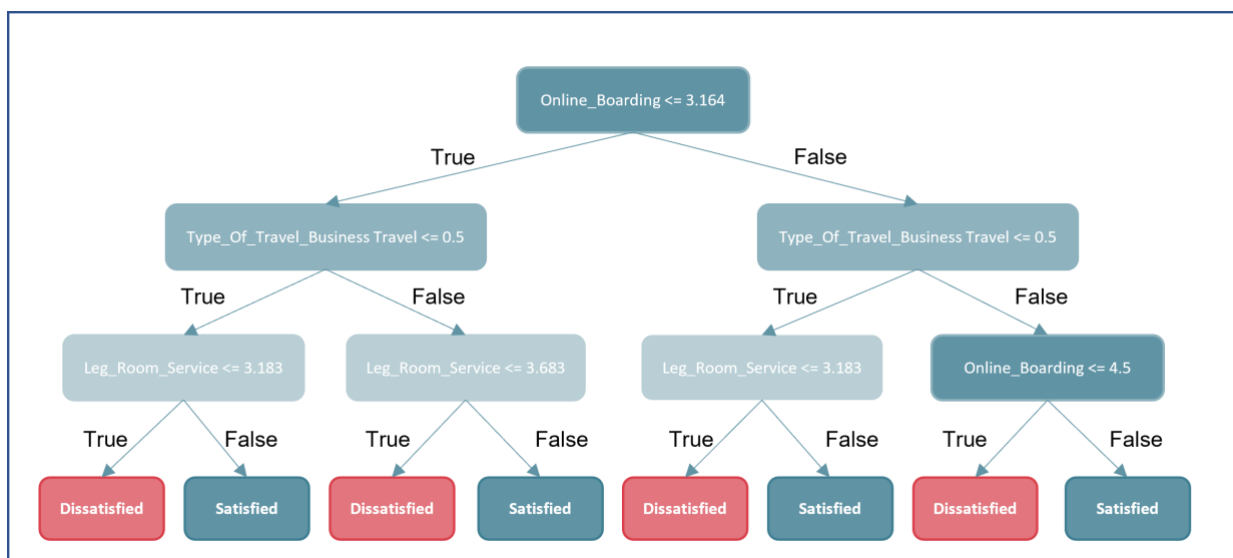 Online_Boarding <= 3.164
True
False
Type_Of_Travel_Business Travel <= 0.5
Type_Of_Travel_Business Travel <= 0.5
True
False
True
False
Leg_Room_Service <= 3.183
Leg_Room_Service <= 3.683
Leg_Room_Service <= 3.183
Online_Boarding <= 4.5
True
False
True
False
True
False
True
False
Dissatisfied
Satisfied
Dissatisfied
Satisfied
Dissatisfied
Satisfied
Dissatisfied
Satisfied